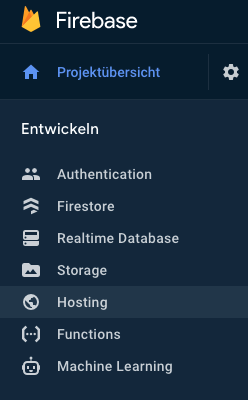 Firebase
Projektübersicht
Entwickeln
Authentication
Firestore
Realtime Database
Storage
Hosting
Functions
Machine Learning